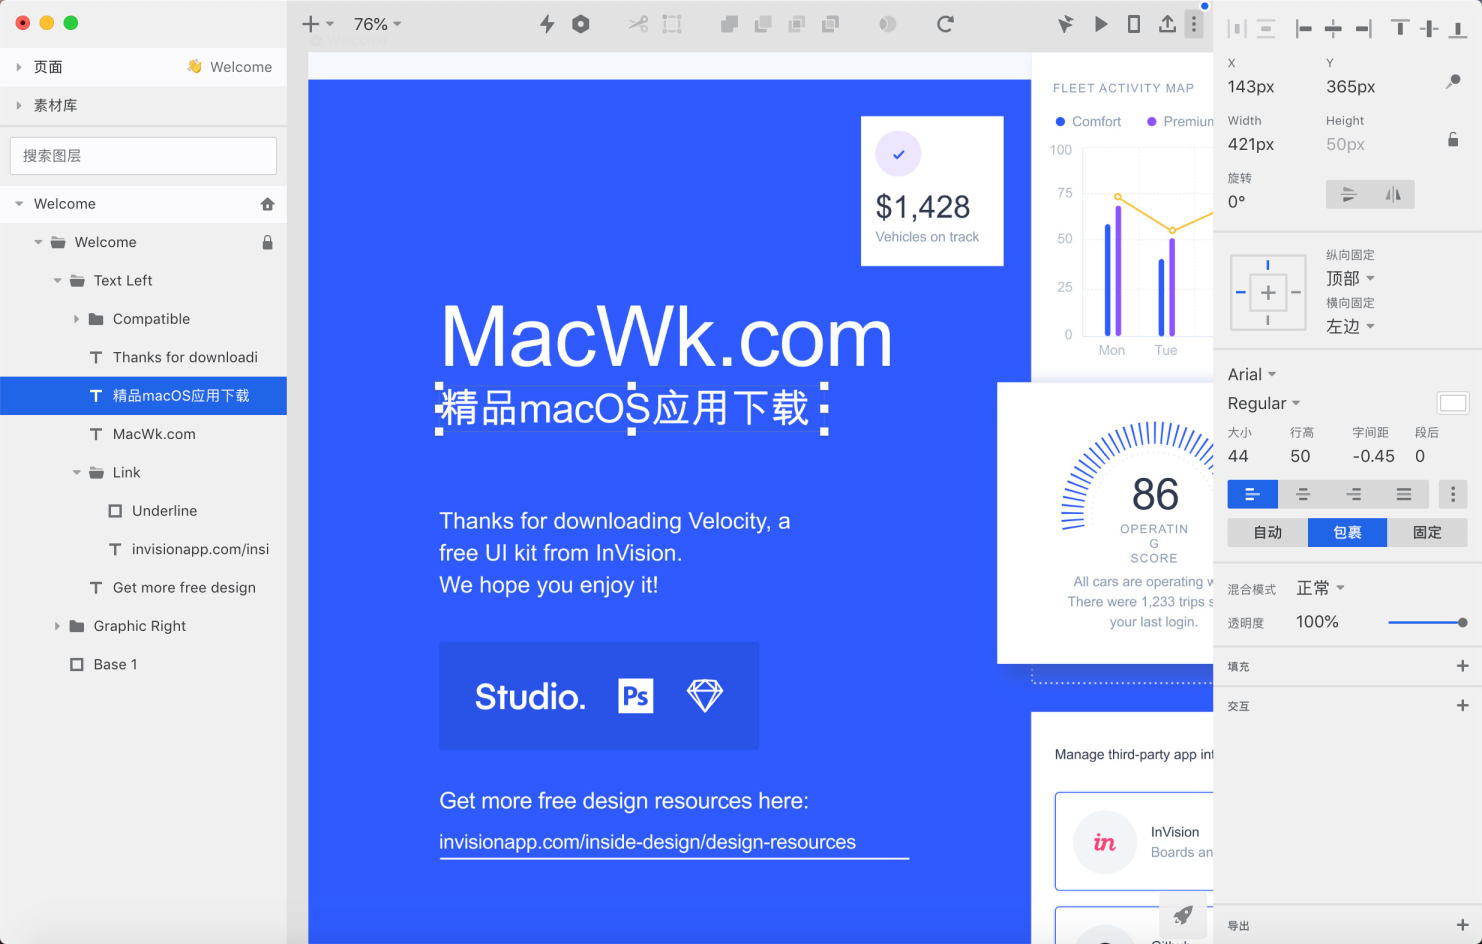 76%
页面
👋 Welcome
素材库
搜索图层
Welcome
Welcome
Text Left
Compatible
Thanks for downloadi
精品macOS应用下载
MacWk.com
Link
Underline
invisionapp.com/insi
Get more free design
Graphic Right
Base 1
$1,428
Vehicles on track
MacWk.com
精品macOS应用下载
Thanks for downloading Velocity, a
free UI kit from InVision.
We hope you enjoy it!
Studio.
Ps
Get more free design resources here:
invisionapp.com/inside-design/design-resources
FLEET ACTIVITY MAP
Comfort
Premium
100
75
50
25
0
Mon
Tue
86
OPERATIN
G
SCORE
All cars are operating w
There were 1,233 trips s
your last login.
Manage third-party app int
in
InVision
Boards an
X
Y
143px
365px
Width
Height
421px
50px
旋转
0°
纵向固定
顶部
横向固定
左边
Arial
Regular
大小
行高
字间距
段后
44
50
-0.45
0
自动
包裹
固定
混合模式
正常
透明度
100%
填充
交互
导出